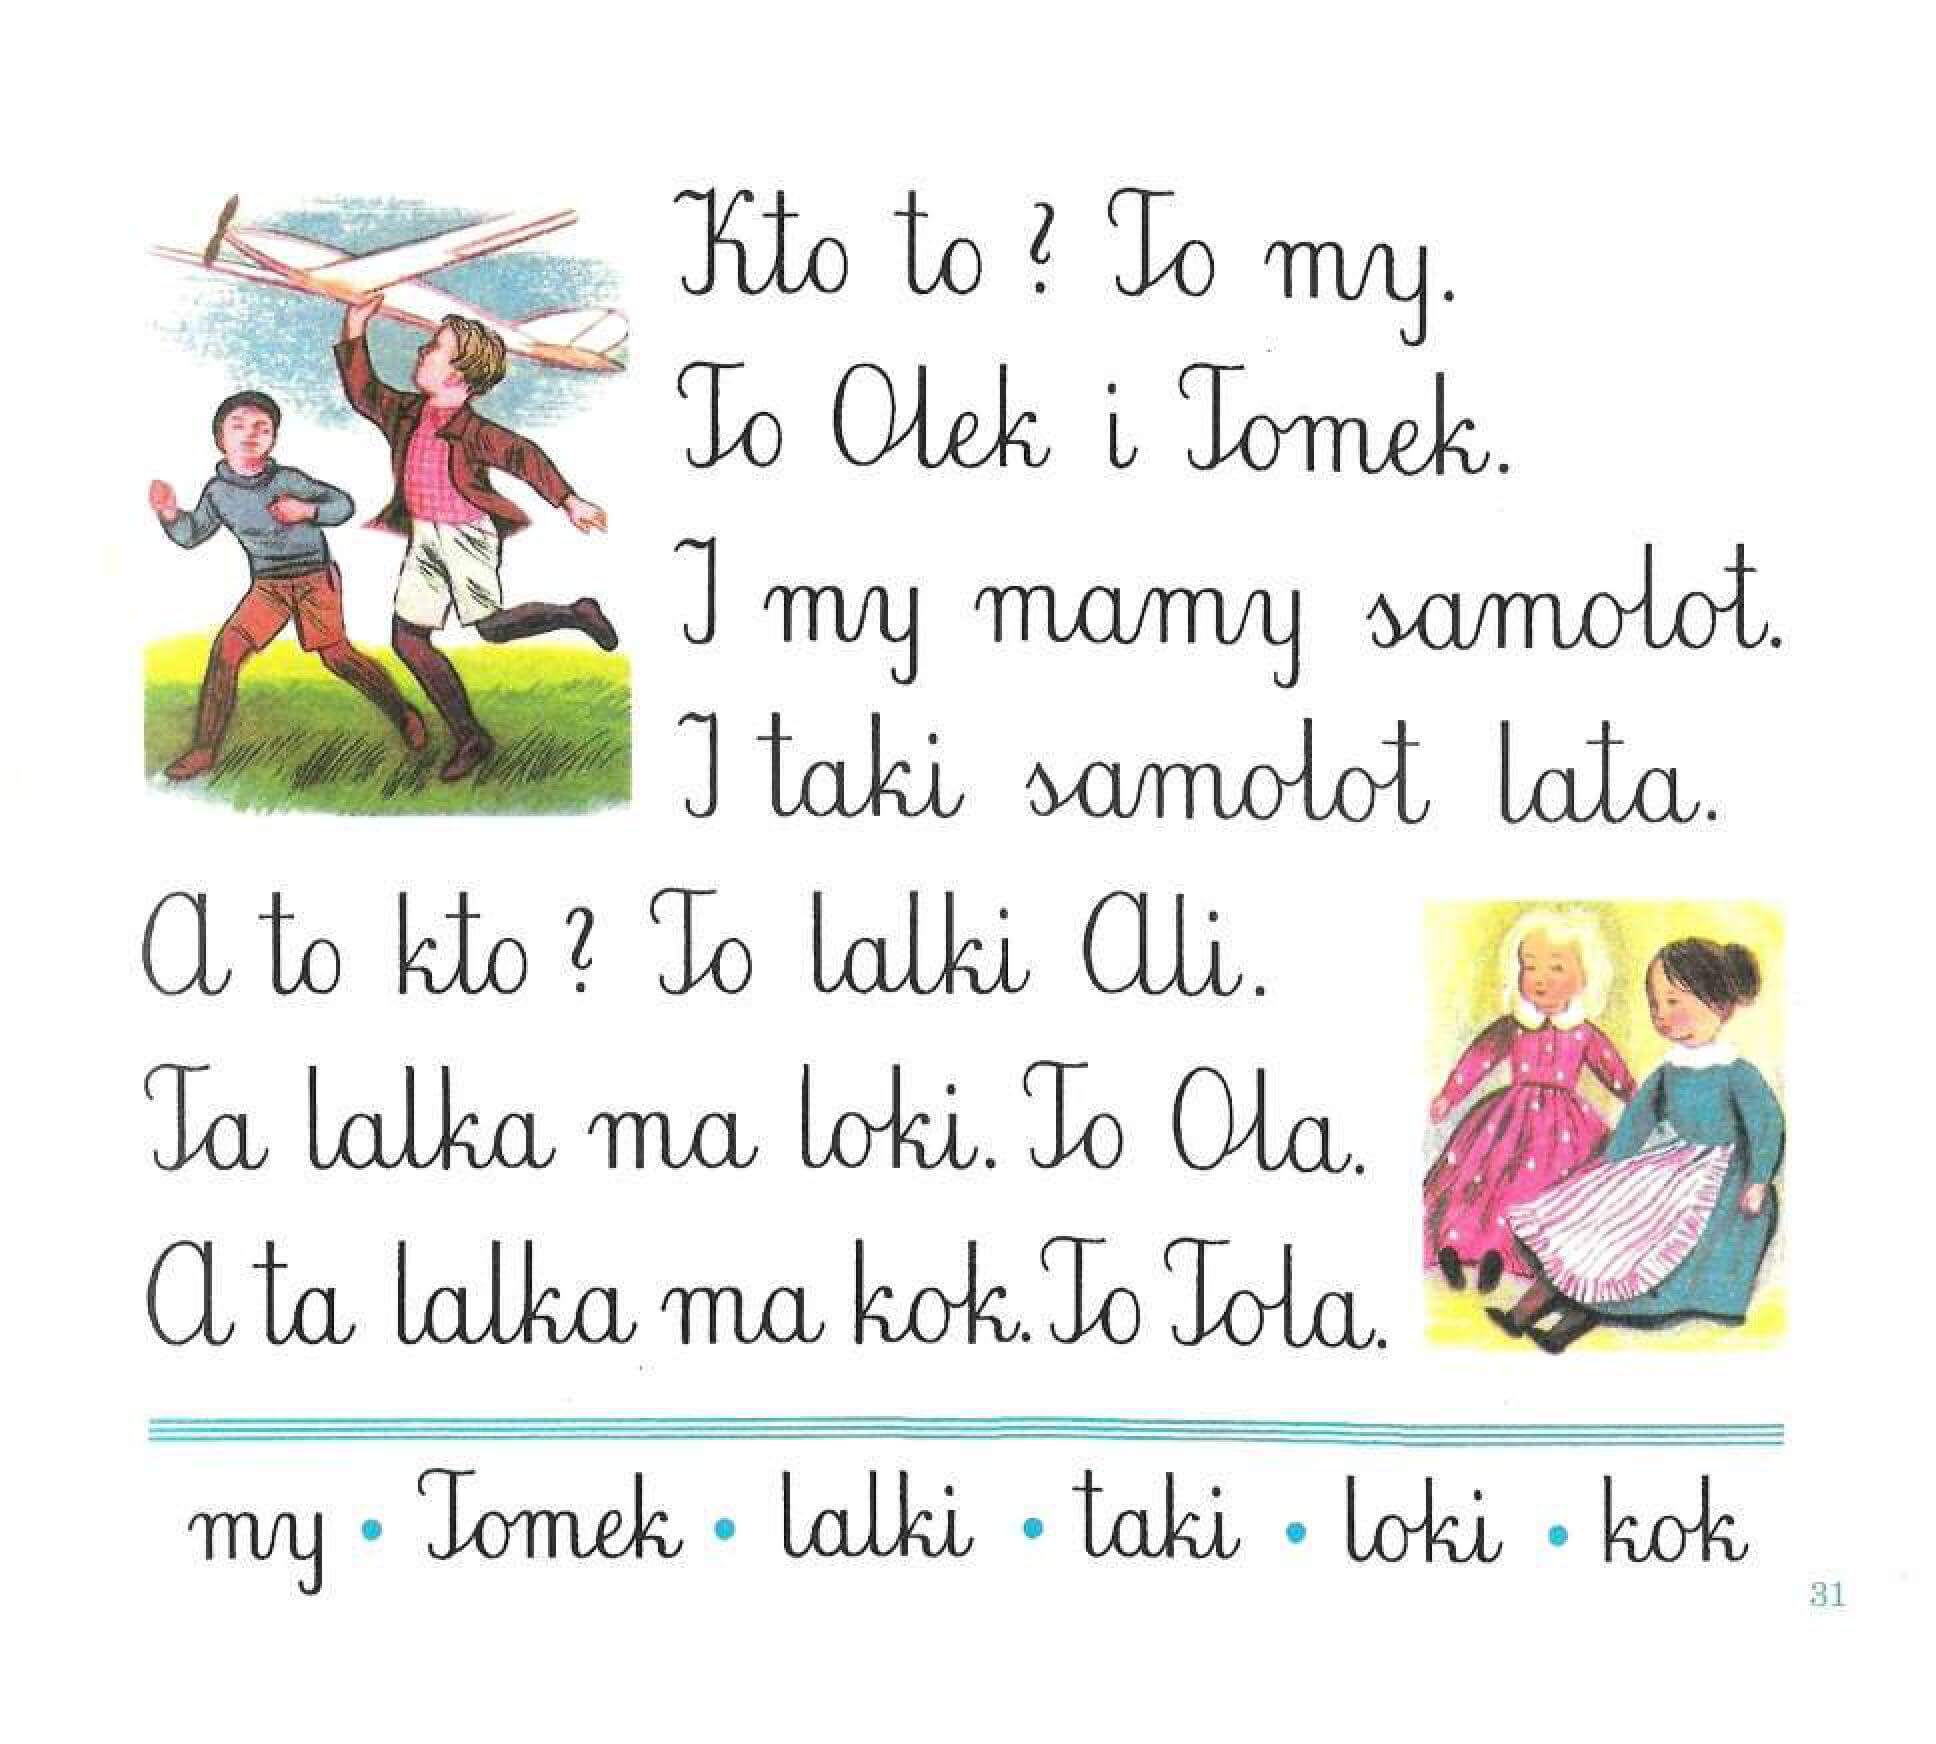 Kto to? To my.
To Olek i Tomek.
I my mamy samolot.
I taki samolot lata.
A to kto? To lalki Ali.
Ta lalka ma loki. To Ola.
A ta lalka ma kok. To Tola.
my • Tomek • lalki • taki • loki • kok
31